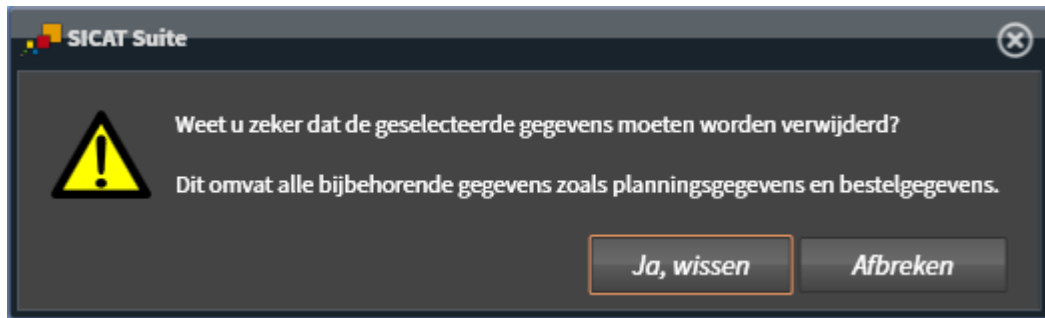 SICAT Suite
Weet u zeker dat de geselecteerde gegevens moeten worden verwijderd?
Dit omvat alle bijbehorende gegevens zoals planningsgegevens en bestelgegevens.
Ja, wissen Afbreken